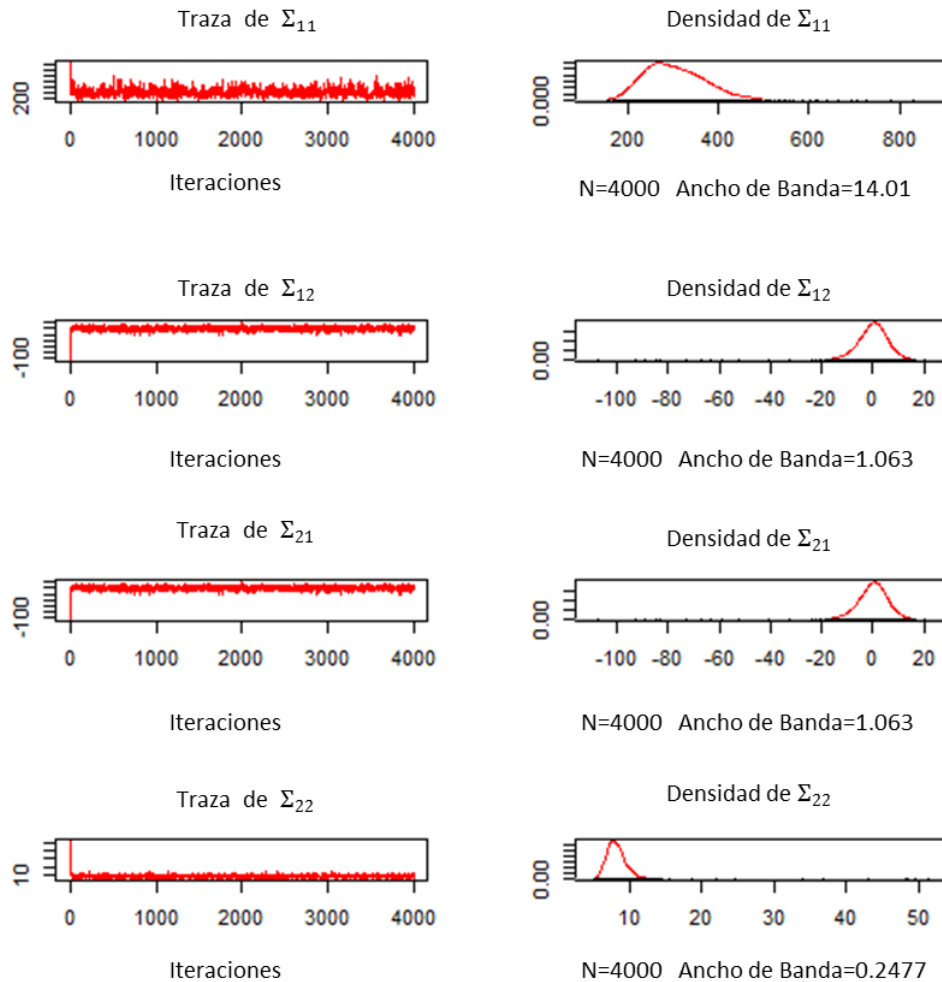 Traza de Σ11
Densidad de Σ11
200
0 1000 2000 3000 4000
Iteraciones
0.000
200 400 600 800
N=4000 Ancho de Banda=14.01
Traza de Σ12
Densidad de Σ12
-100
0 1000 2000 3000 4000
Iteraciones
0.00
-100 -80 -60 -40 -20 0 20
N=4000 Ancho de Banda=1.063
Traza de Σ21
Densidad de Σ21
-100
0 1000 2000 3000 4000
Iteraciones
0.00
-100 -80 -60 -40 -20 0 20
N=4000 Ancho de Banda=1.063
Traza de Σ22
Densidad de Σ22
10
0 1000 2000 3000 4000
Iteraciones
0.00
10 20 30 40 50
N=4000 Ancho de Banda=0.2477